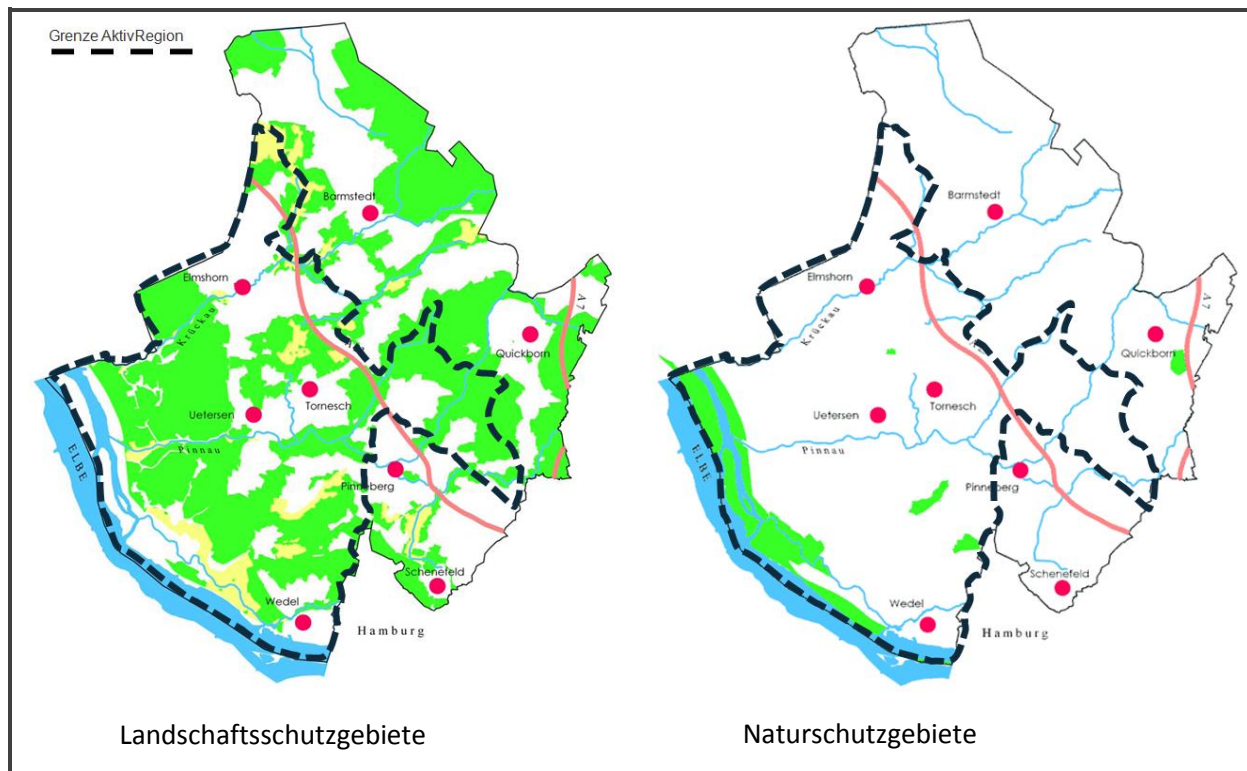 Grenze AktivRegion
Barmstedt
Elmshorn
Krückau
A7
Quickborn
Tornesch
Uetersen
Pinnau
ELBE
Pinneberg
Schenefeld
Wedel
Hamburg
Landschaftsschutzgebiete
Barmstedt
Elmshorn
Krückau
A7
Quickborn
Tornesch
Uetersen
Pinnau
ELBE
Pinneberg
Schenefeld
Wedel
Hamburg
Naturschutzgebiete